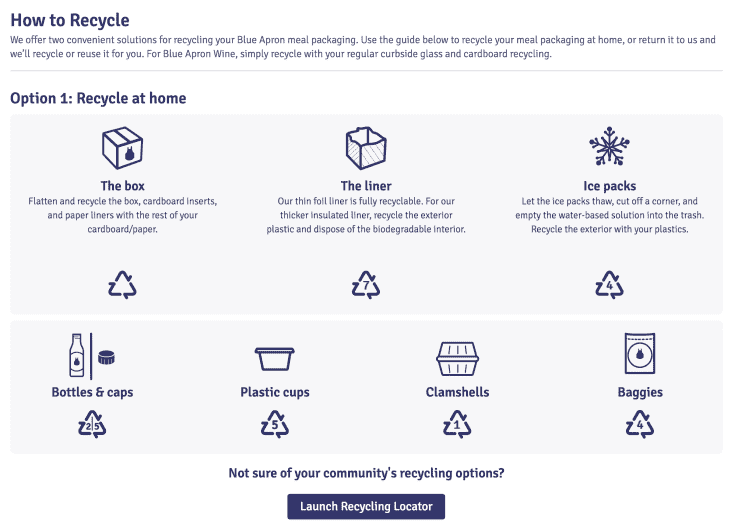 How to Recycle
We offer two convenient solutions for recycling your Blue Apron meal packaging. Use the guide below to recycle your meal packaging at home, or return it to us and
we'll recycle or reuse it for you. For Blue Apron Wine, simply recycle with your regular curbside glass and cardboard recycling.
Option 1: Recycle at home
The box
Flatten and recycle the box, cardboard inserts,
and paper liners with the rest of your
cardboard/paper.
The liner
Our thin foil liner is fully recyclable. For our
thicker insulated liner, recycle the exterior
plastic and dispose of the biodegradable interior.
7
Ice packs
Let the ice packs thaw, cut off a corner, and
empty the water-based solution into the trash.
Recycle the exterior with your plastics.
4
Bottles & caps
2 5
Plastic cups
5
Clamshells
1
Baggies
4
Not sure of your community's recycling options?
Launch Recycling Locator